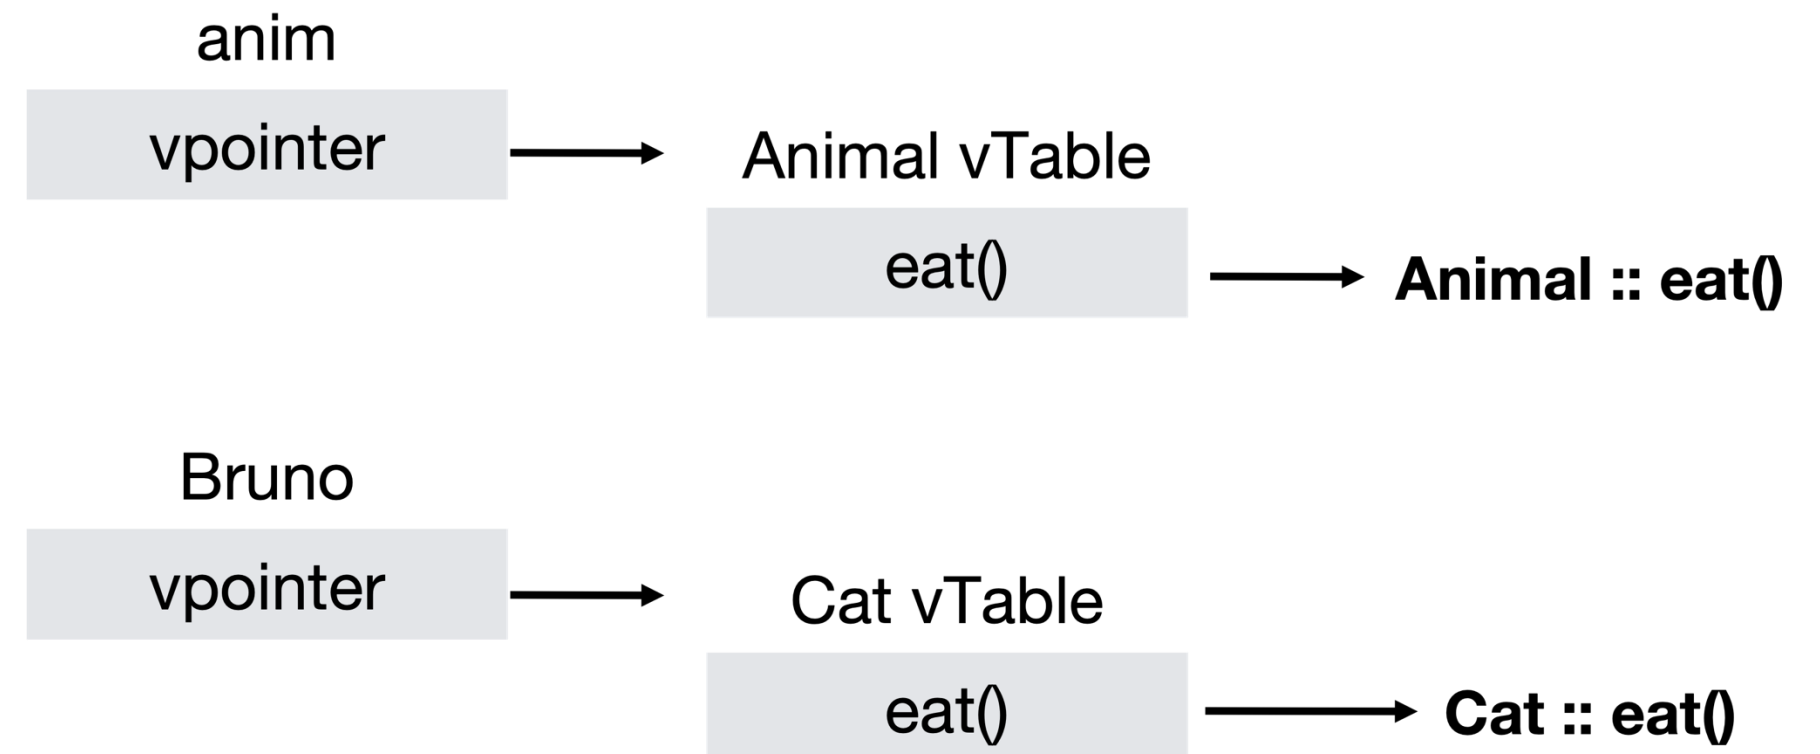 anim
vpointer
Animal vTable
eat()
Animal :: eat()
Bruno
vpointer
Cat vTable
eat()
Cat :: eat()